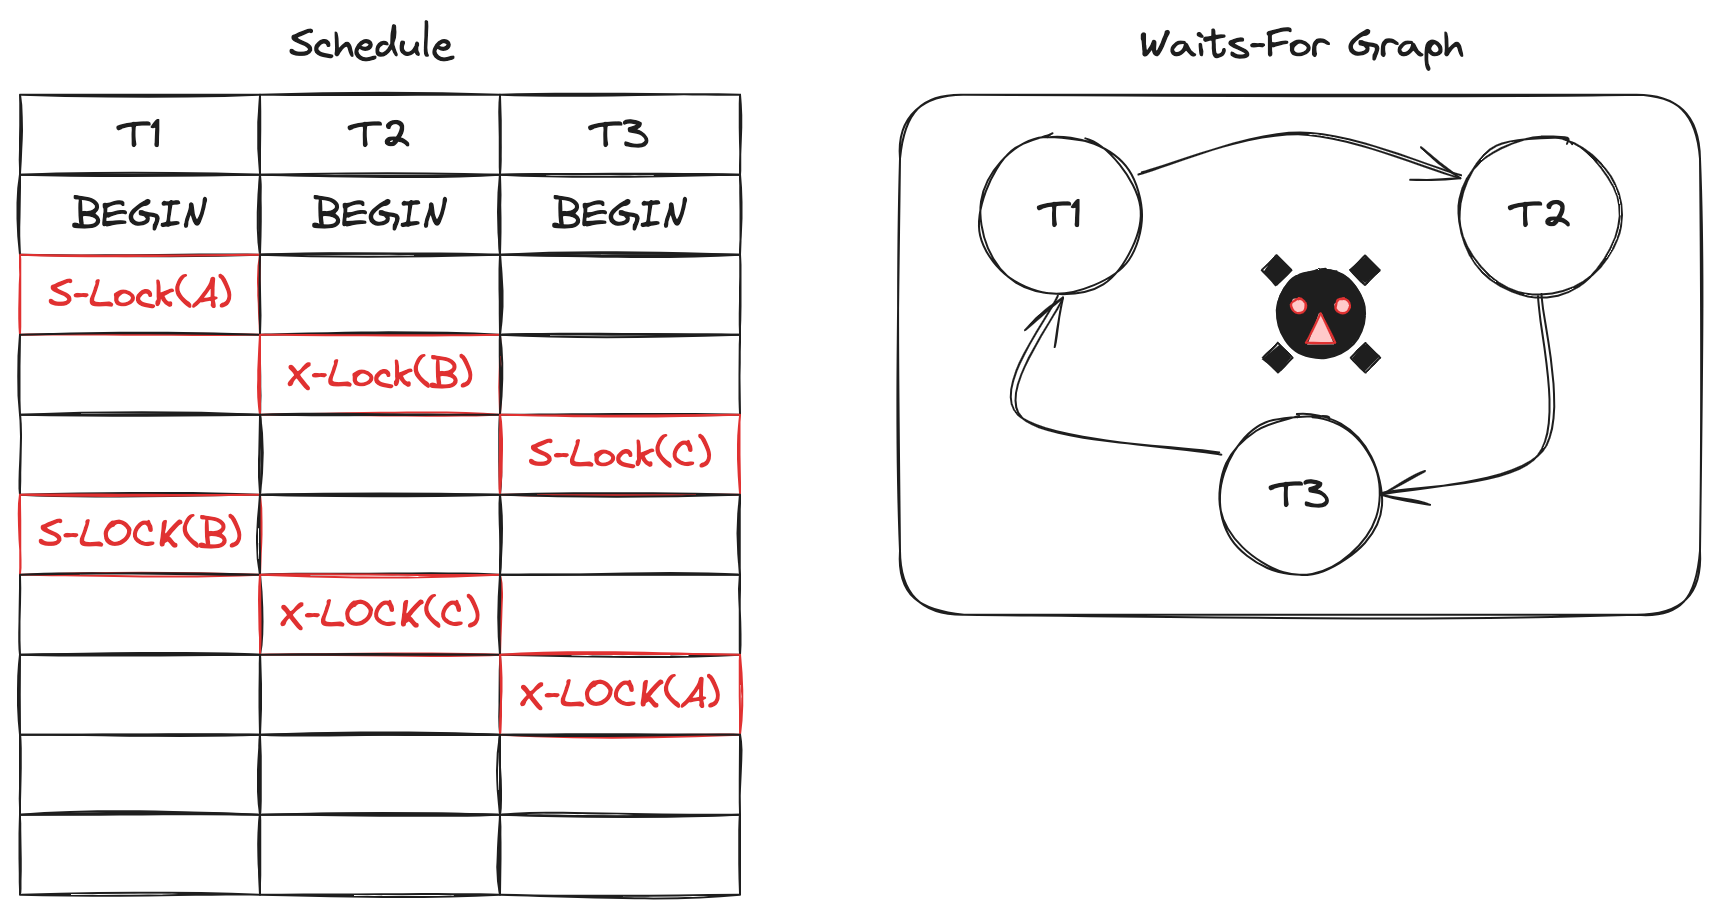 Schedule
Waits-For Graph
T1 T2 T3
BEGIN BEGIN BEGIN
S-Lock(A)
X-Lock(B)
S-Lock(C)
S-LOCK(B)
X-LOCK(C)
X-LOCK(A)
T1
T2
T3